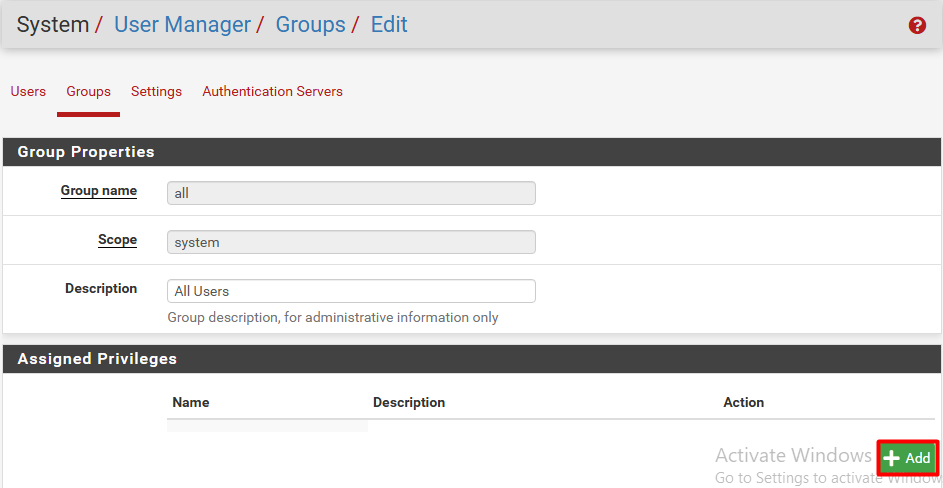 System / User Manager / Groups / Edit
Users Groups Settings Authentication Servers
Group Properties
Group name all
Scope system
Description All Users
Group description, for administrative information only
Assigned Privileges
Name Description Action
Activate Windows
Add
Go to Settings to activate Window